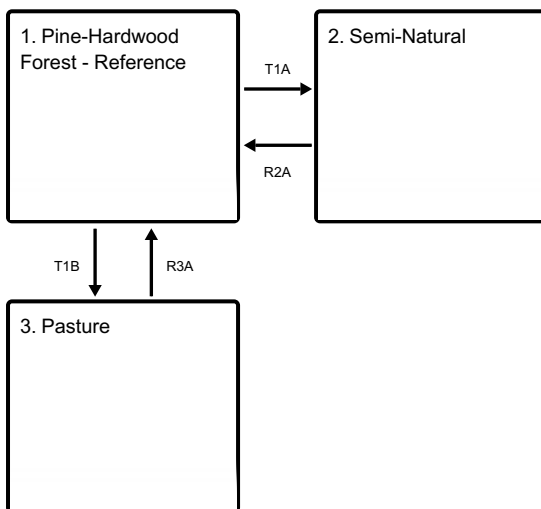 1. Pine-Hardwood
Forest - Reference
2. Semi-Natural
T1A
R2A
T1B
R3A
3. Pasture